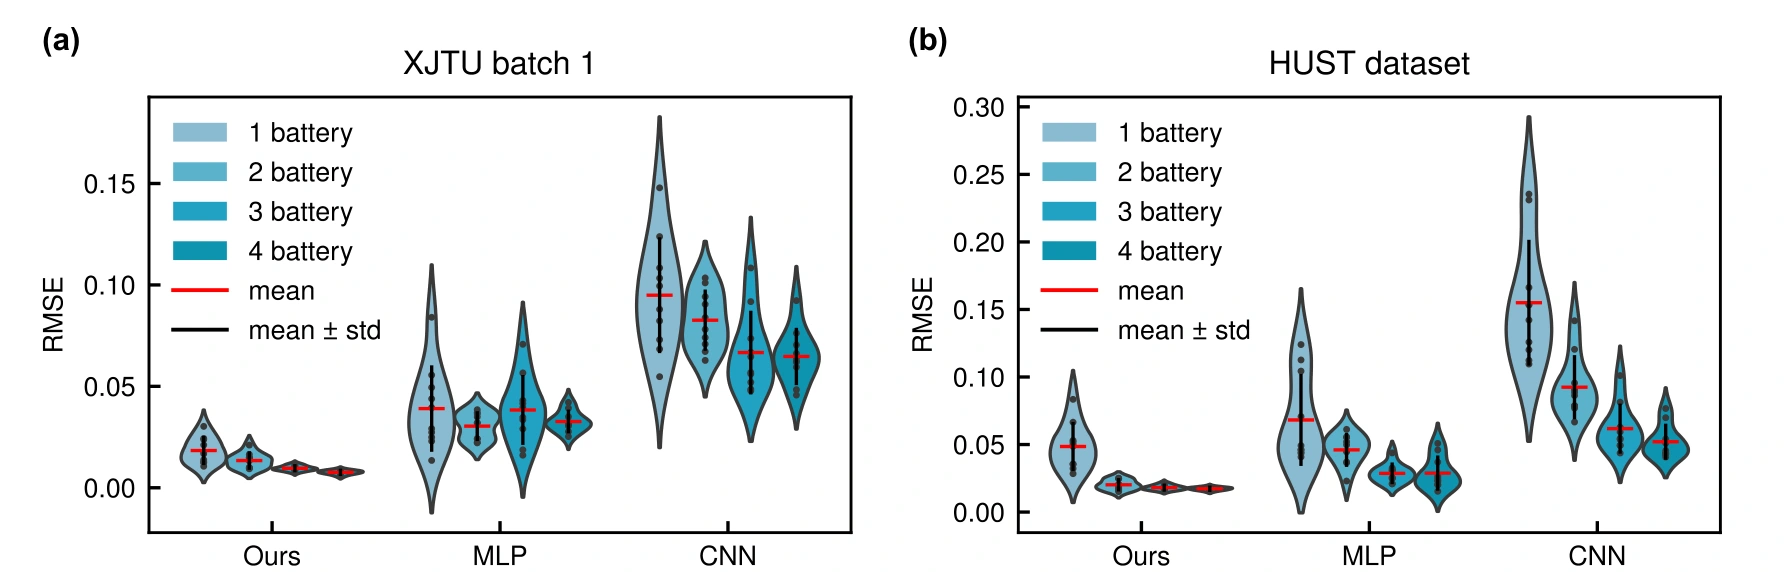 (a)
XJTU batch 1
1 battery
2 battery
3 battery
4 battery
mean
mean ± std
RMSE
0.15
0.10
0.05
0.00
Ours
MLP
CNN
(b)
HUST dataset
1 battery
2 battery
3 battery
4 battery
mean
mean ± std
RMSE
0.30
0.25
0.20
0.15
0.10
0.05
0.00
Ours
MLP
CNN